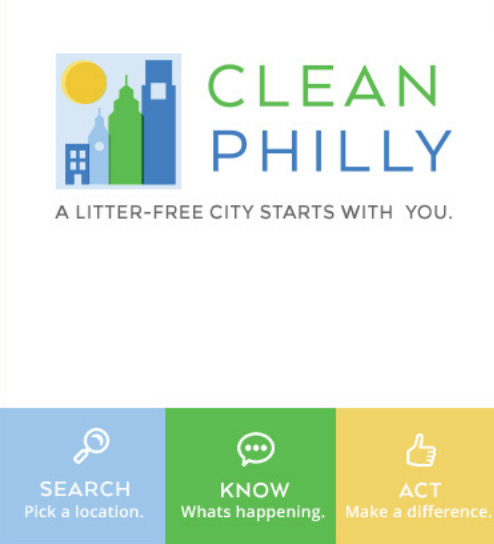 CLEAN
PHILLY
A LITTER-FREE CITY STARTS WITH YOU.
SEARCH
Pick a location.
KNOW
Whats happening.
ACT
Make a difference.